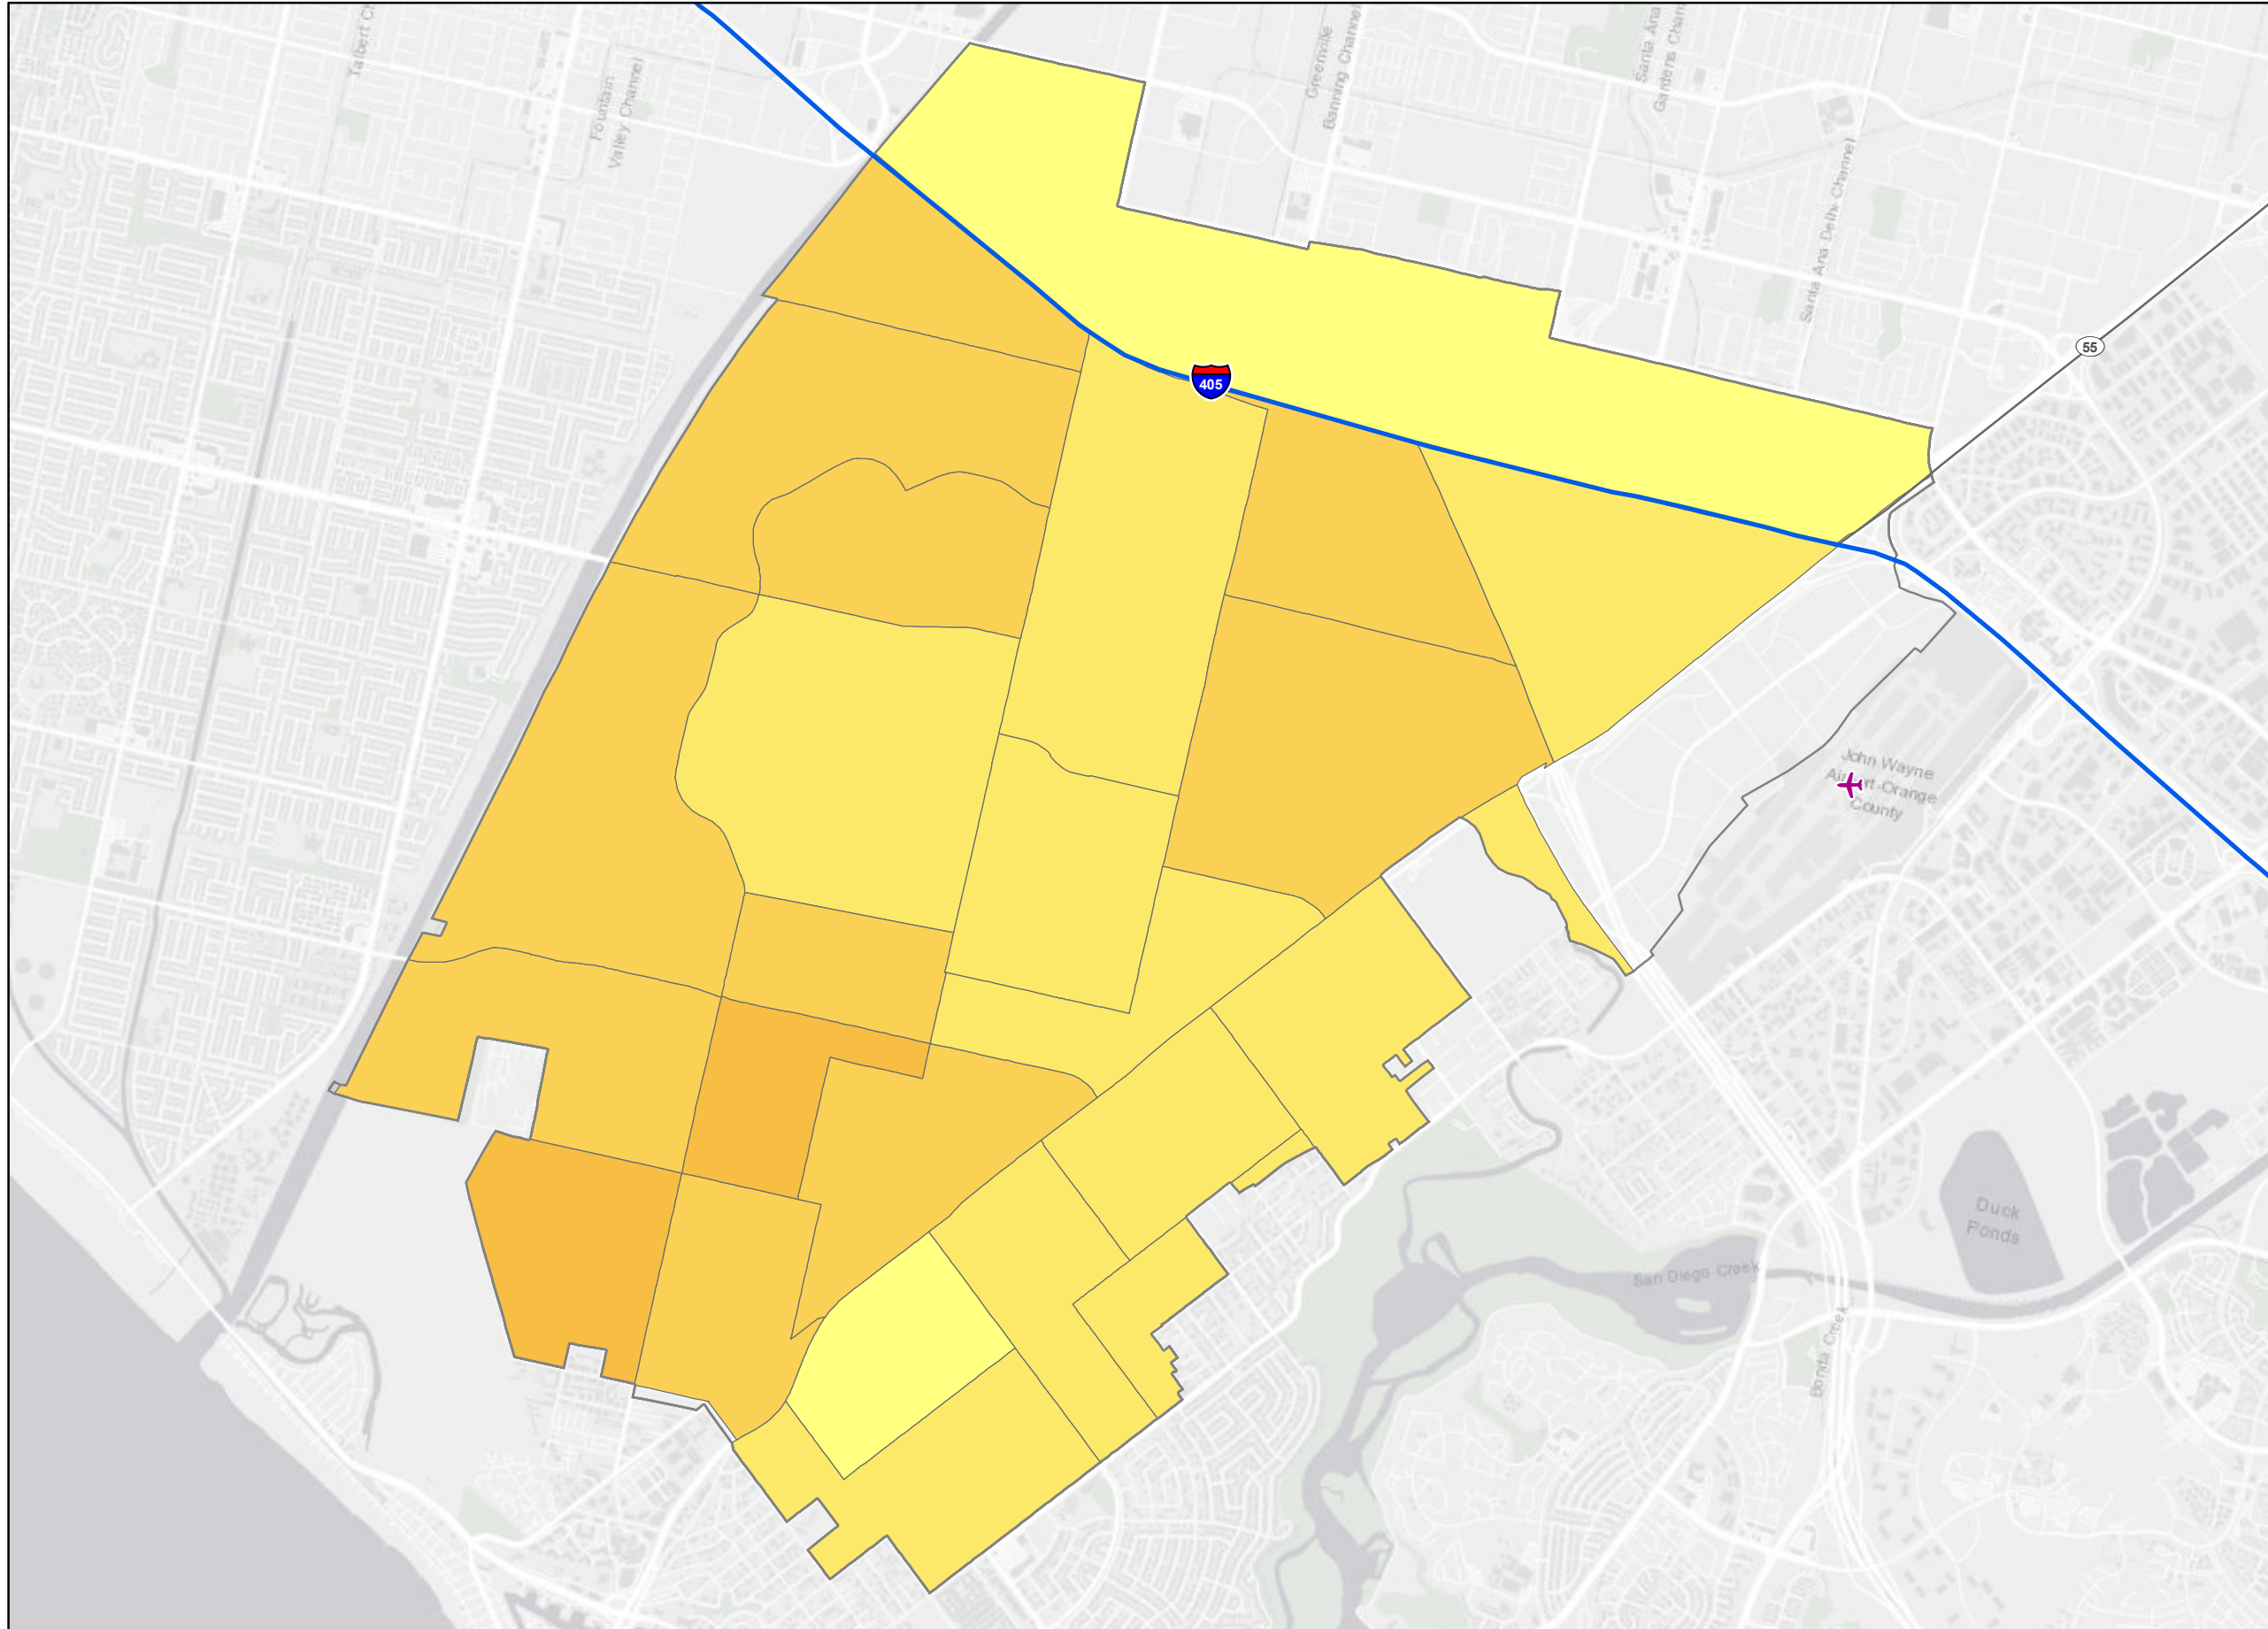 Fountain
Valley Channel
Greenville
Banning Channel
Santa Ana
Gardens Chan
Santa Ana Delhi Channel
55
405
John Wayne
Airport-Orange
County
Duck
Ponds
San Diego Creek
Bonita Creek